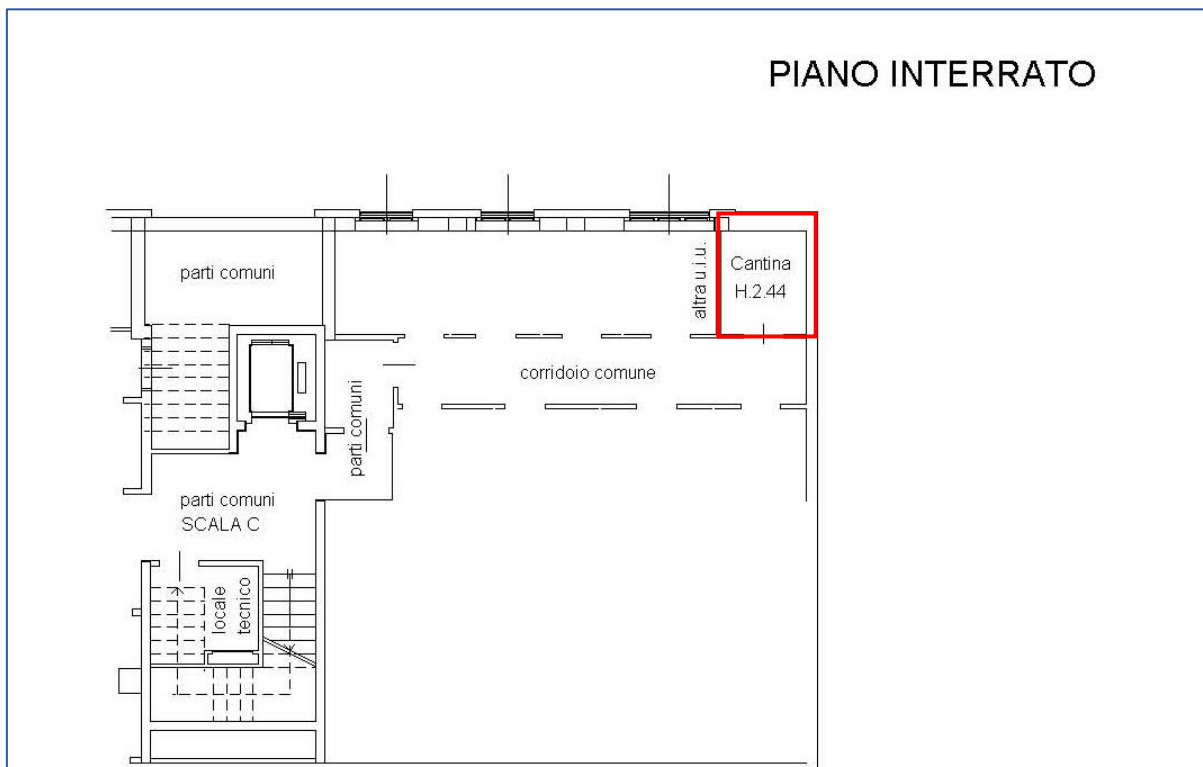 PIANO INTERRATO
parti comuni
altra u.i.u.
Cantina
H.2.44
corridoio comune
parti comuni
parti comuni
SCALA C
locale
tecnico